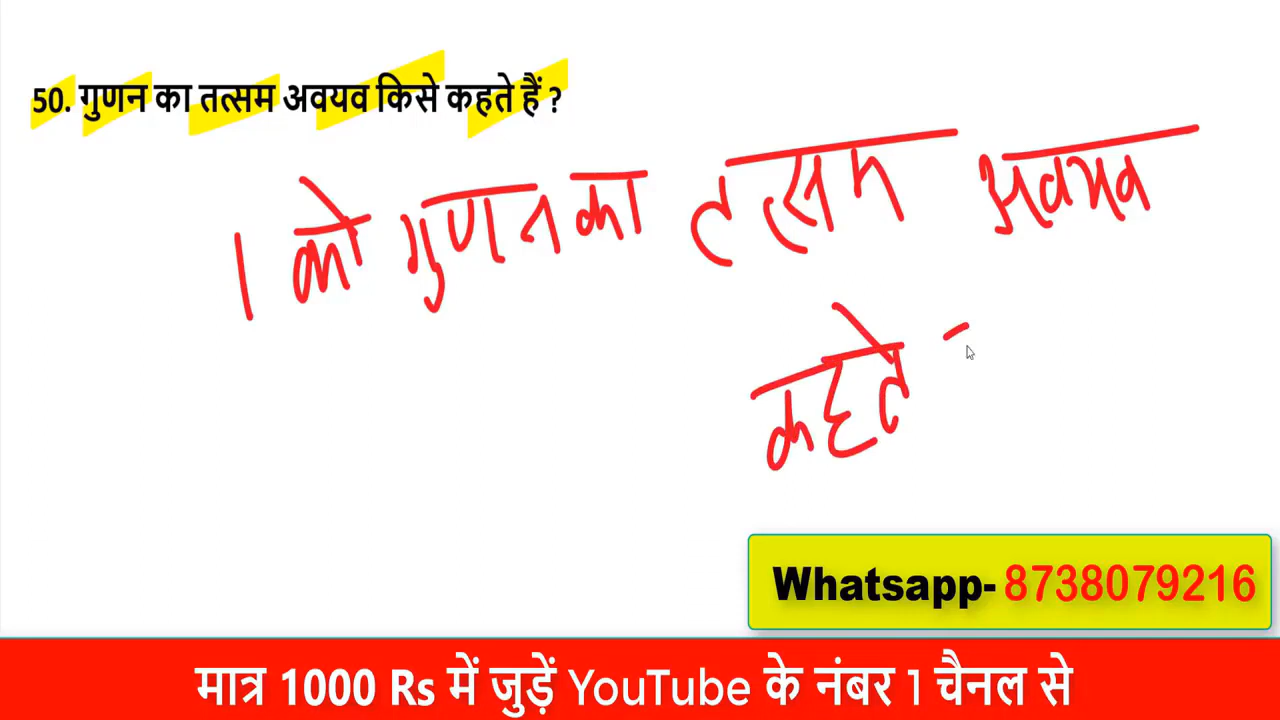 50. गुणन का तत्सम अवयव किसे कहते हैं ?
1 को गुणन का तत्सम अवयव
कहते
Whatsapp- 8738079216
मात्र 1000 Rs में जुड़ें YouTube के नंबर 1 चैनल से